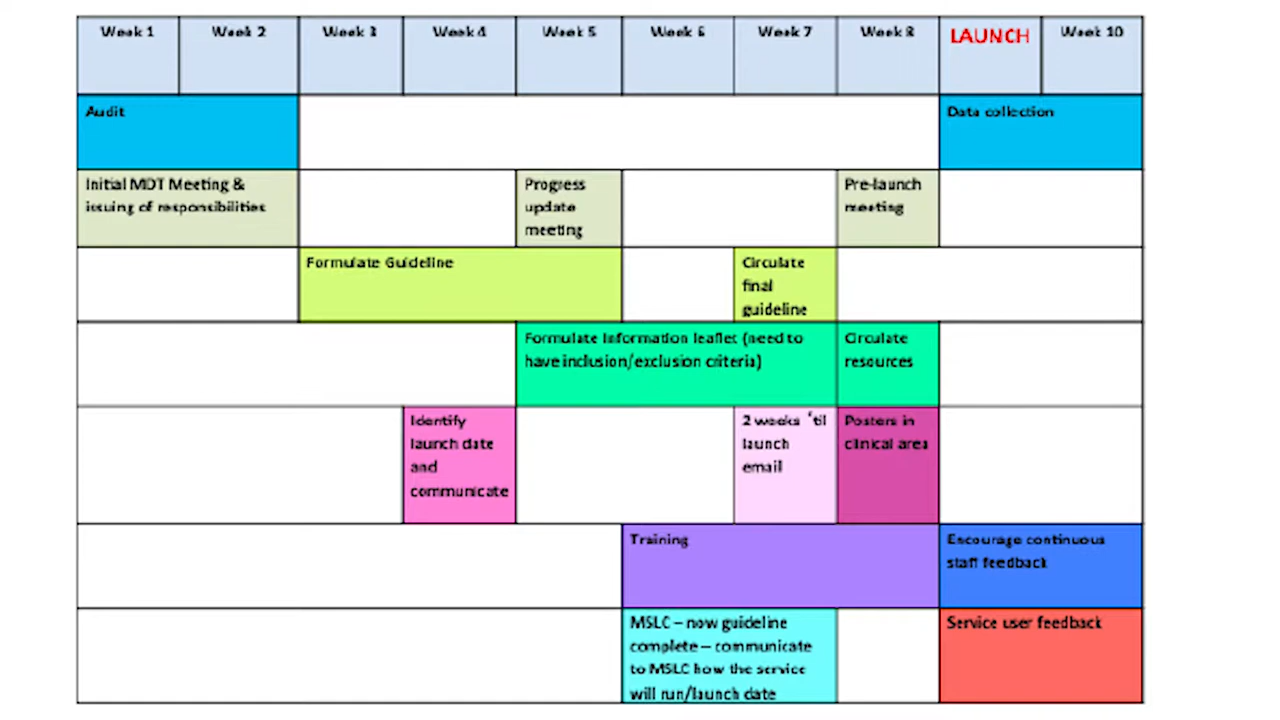 Week 1 Week 2 Week 3 Week 4 Week 5 Week 6 Week 7 Week 8 LAUNCH Week 10
Audit
Data collection
Initial MDT Meeting &
issuing of responsibilities
Progress
update
meeting
Pre-launch
meeting
Formulate Guideline
Circulate
final
guideline
Formulate information leaflet (need to
have inclusion/exclusion criteria)
Circulate
resources
Identify
launch date
and
communicate
2 weeks ‘til
launch
email
Posters in
clinical area
Training
Encourage continuous
staff feedback
MSLC – now guideline
complete – communicate
to MSLC how the service
will run/launch date
Service user feedback